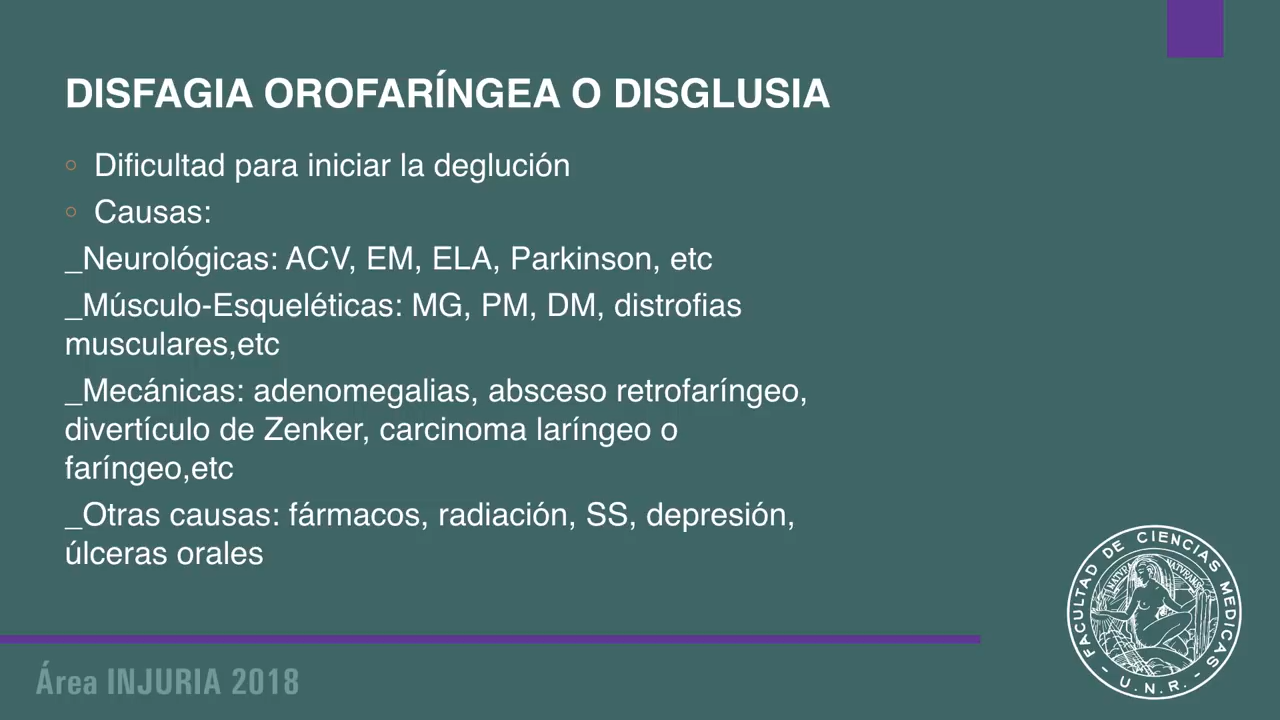 DISFAGIA OROFARÍNGEA O DISGLUSIA
Dificultad para iniciar la deglución
Causas:
_Neurológicas: ACV, EM, ELA, Parkinson, etc
_Músculo-Esqueléticas: MG, PM, DM, distrofias
musculares,etc
_Mecánicas: adenomegalias, absceso retrofaríngeo,
divertículo de Zenker, carcinoma laríngeo o
faríngeo,etc
_Otras causas: fármacos, radiación, SS, depresión,
úlceras orales
Área INJURIA 2018
FACULTAD DE CIENCIAS MEDICAS
- U.N.R. -